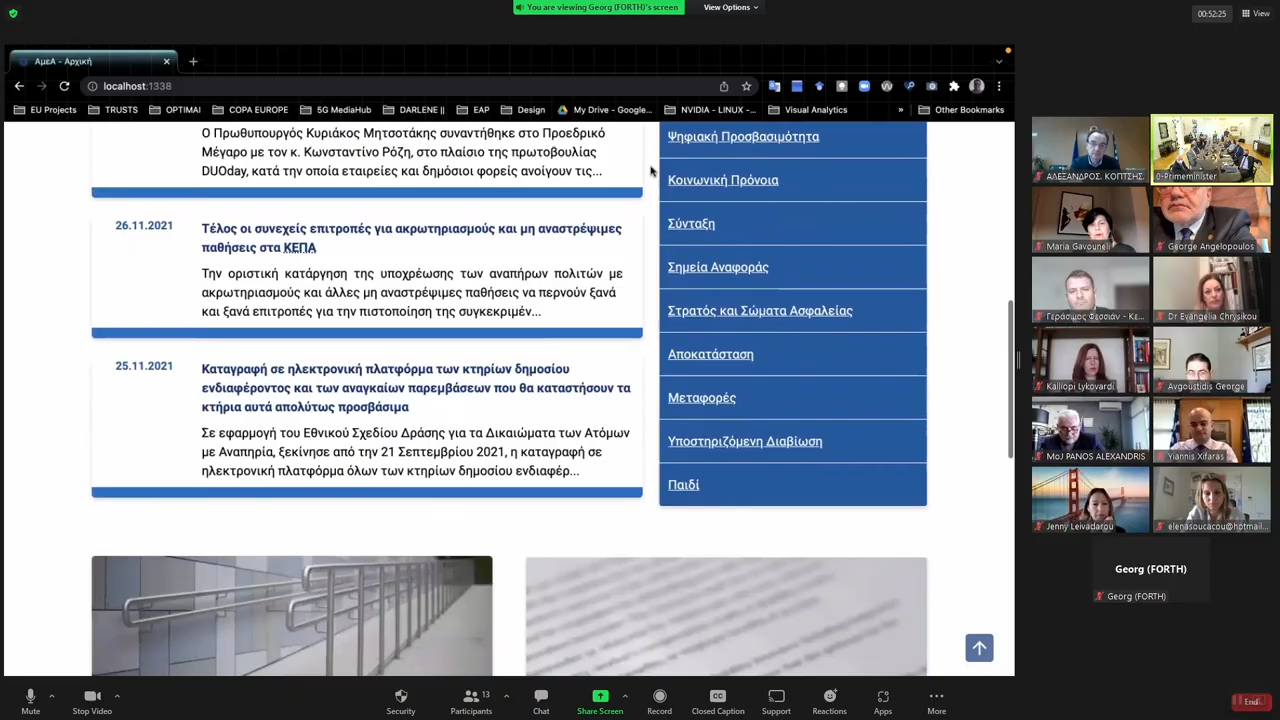 You are viewing Georg (FORTH)'s screen
View Options
00:52:25
View
ΑμεΑ - Αρχική
localhost:1338
EU Projects
TRUSTS
OPTIMAI
COPA EUROPE
5G MediaHub
DARLENE ||
EAP
Design
My Drive - Google...
NVIDIA - LINUX -...
Visual Analytics
»
Other Bookmarks
Ο Πρωθυπουργός Κυριάκος Μητσοτάκης συναντήθηκε στο Προεδρικό
Μέγαρο με τον κ. Κωνσταντίνο Ρόζη, στο πλαίσιο της πρωτοβουλίας
DUOday, κατά την οποία εταιρείες και δημόσιοι φορείς ανοίγουν τις...
26.11.2021
Τέλος οι συνεχείς επιτροπές για ακρωτηριασμούς και μη αναστρέψιμες
παθήσεις στα ΚΕΠΑ
Την οριστική κατάργηση της υποχρέωσης των αναπήρων πολιτών με
ακρωτηριασμούς και άλλες μη αναστρέψιμες παθήσεις να περνούν ξανά
και ξανά επιτροπές για την πιστοποίηση της συγκεκριμέν...
25.11.2021
Καταγραφή σε ηλεκτρονική πλατφόρμα των κτηρίων δημοσίου
ενδιαφέροντος και των αναγκαίων παρεμβάσεων που θα καταστήσουν τα
κτήρια αυτά απολύτως προσβάσιμα
Σε εφαρμογή του Εθνικού Σχεδίου Δράσης για τα Δικαιώματα των Ατόμων
με Αναπηρία, ξεκίνησε από την 21 Σεπτεμβρίου 2021, η καταγραφή σε
ηλεκτρονική πλατφόρμα όλων των κτηρίων δημοσίου ενδιαφέρ...
Ψηφιακή Προσβασιμότητα
Κοινωνική Πρόνοια
Σύνταξη
Σημεία Αναφοράς
Στρατός και Σώματα Ασφαλείας
Αποκατάσταση
Μεταφορές
Υποστηριζόμενη Διαβίωση
Παιδί
ΑΛΕΞΑΝΔΡΟΣ. ΚΟΠΤΣΗΣ.
0-Primeminister
Maria Gavouneli
George Angelopoulos
Γεράσιμος Φεσσιάν - Κε...
Dr Evangelia Chrysikou
Kalliopi Lykovardi
Avgoustidis George
MoJ PANOS ALEXANDRIS
Yiannis Xifaras
Jenny Leivadarou
elenasoucacou@hotmail...
Georg (FORTH)
Georg (FORTH)
Mute
Stop Video
Security
Participants
13
Chat
Share Screen
Record
CC
Closed Caption
Support
Reactions
Apps
More
End